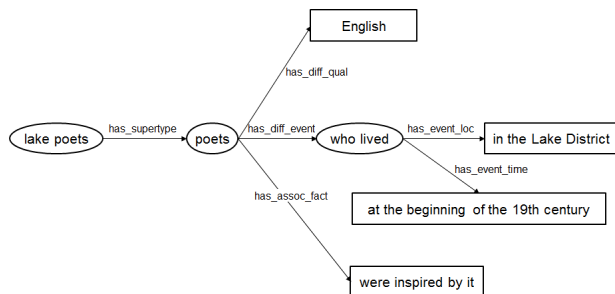 English
has_diff_qual
lake poets
has_supertype
poets
has_diff_event
who lived
has_event_loc
in the Lake District
has_event_time
has_assoc_fact
at the beginning of the 19th century
were inspired by it